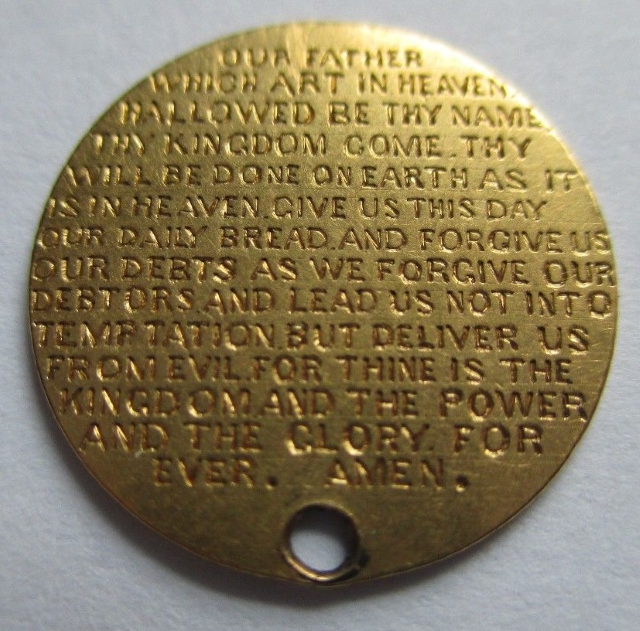 OUR FATHER
WHICH ART IN HEAVEN
HALLOWED BE THY NAME.
THY KINGDOM COME. THY
WILL BE DONE ON EARTH AS IT
IS IN HEAVEN. GIVE US THIS DAY
OUR DAILY BREAD. AND FORGIVE US
OUR DEBTS AS WE FORGIVE OUR
DEBTORS. AND LEAD US NOT INTO
TEMPTATION. BUT DELIVER US
FROM EVIL. FOR THINE IS THE
KINGDOM AND THE POWER
AND THE GLORY. FOR
EVER. AMEN.